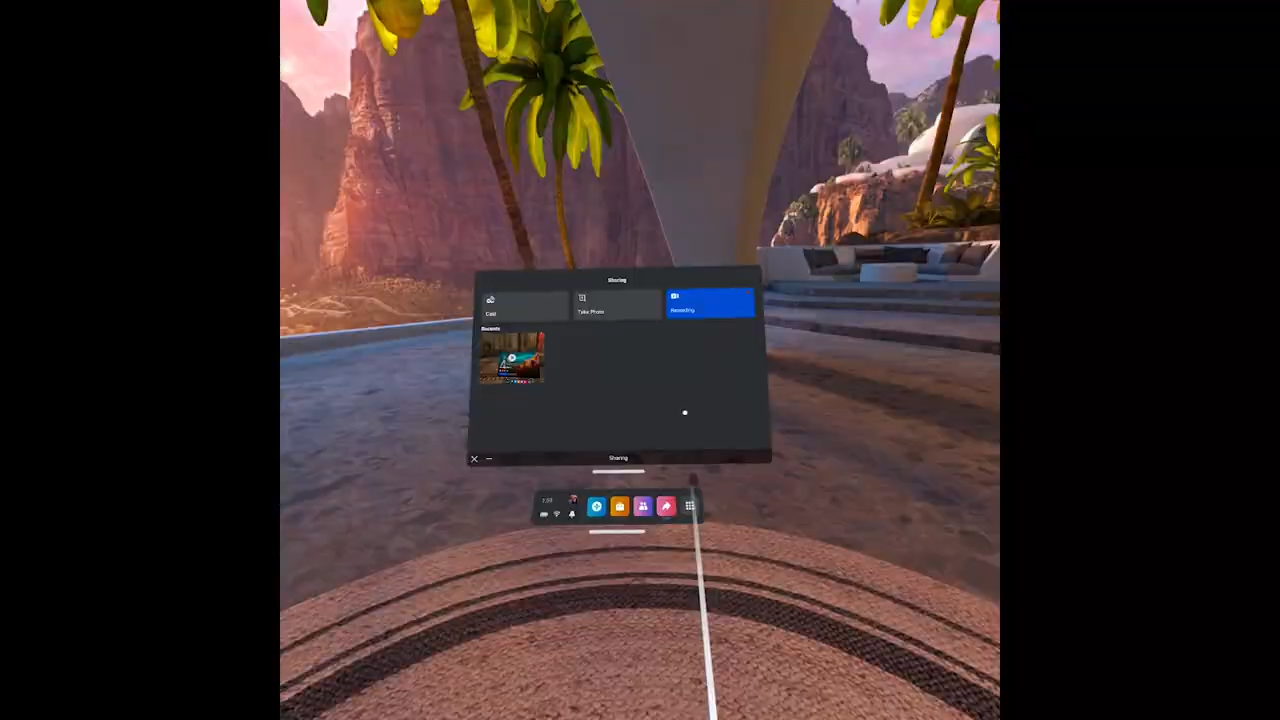 Sharing
Cast
Take Photo
Recording
Recents
Sharing